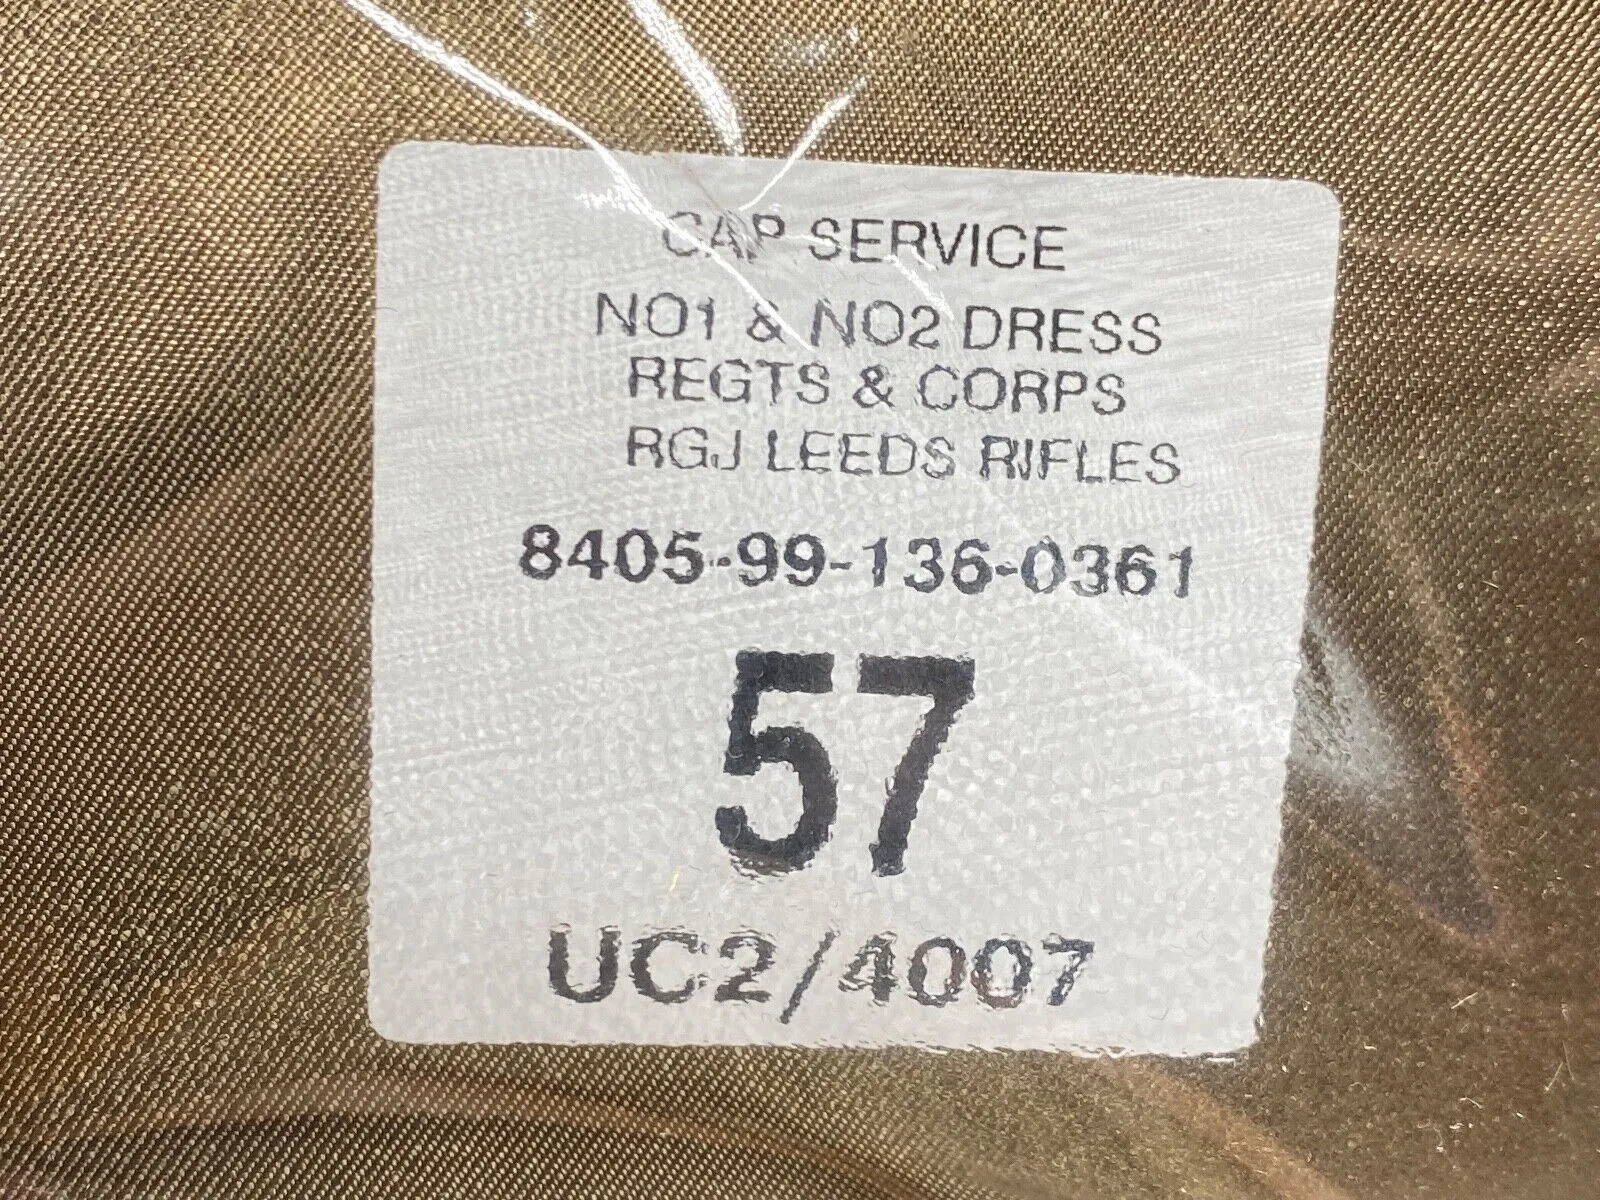 CAP SERVICE
NO1 & NO2 DRESS
REGTS & CORPS
RGJ LEEDS RIFLES
8405-99-136-0361
57
UC2/4007